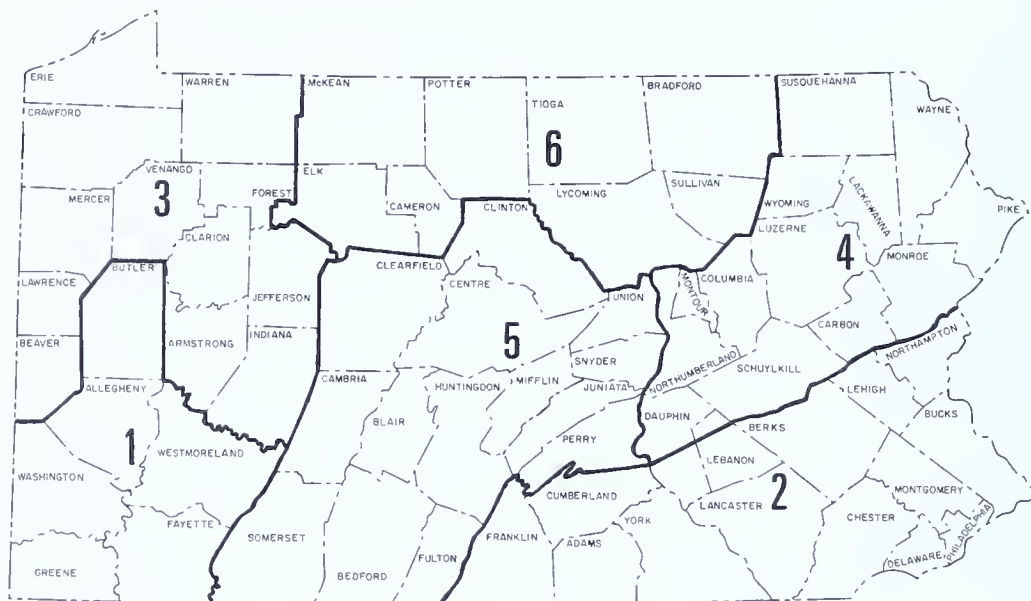 ERIE
WARREN
McKEAN
POTTER
TIOGA
BRADFORD
SUSQUEHANNA
WAYNE
CRAWFORD
6
VENANGO
ELK
SULLIVAN
LACKAWANNA
MERCER
3
FOREST
CAMERON
CLINTON
LYCOMING
WYOMING
PIKE
LUZERNE
CLARION
4
MONROE
BUTLER
CLEARFIELD
CENTRE
COLUMBIA
MONTOUR
LAWRENCE
JEFFERSON
UNION
CARBON
BEAVER
ARMSTRONG
INDIANA
5
SNYDER
NORTHUMBERLAND
SCHUYLKILL
NORTHAMPTON
ALLEGHENY
CAMBRIA
HUNTINGDON
MIFFLIN
JUNIATA
LEHIGH
BLAIR
DAUPHIN
BERKS
BUCKS
1
WESTMORELAND
PERRY
LEBANON
WASHINGTON
CUMBERLAND
LANCASTER
2
MONTGOMERY
PHILADELPHIA
FAYETTE
SOMERSET
FRANKLIN
ADAMS
YORK
CHESTER
DELAWARE
GREENE
BEDFORD
FULTON